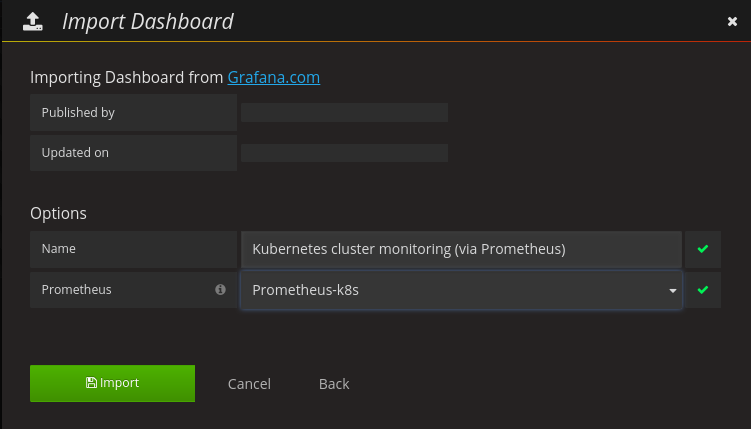 Import Dashboard
Importing Dashboard from Grafana.com
Published by
Updated on
Options
Name Kubernetes cluster monitoring (via Prometheus)
Prometheus Prometheus-k8s
Import Cancel Back